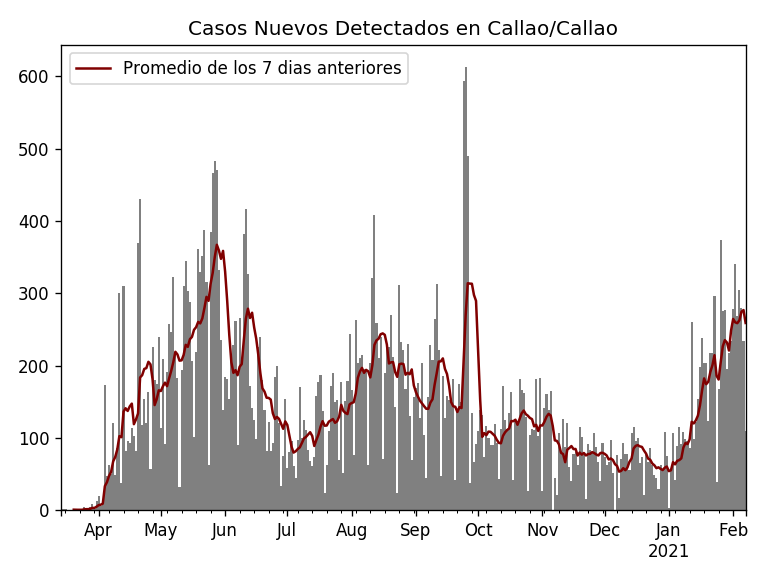 Casos Nuevos Detectados en Callao/Callao
Promedio de los 7 dias anteriores
600
500
400
300
200
100
0
Apr May Jun Jul Aug Sep Oct Nov Dec Jan Feb
2021